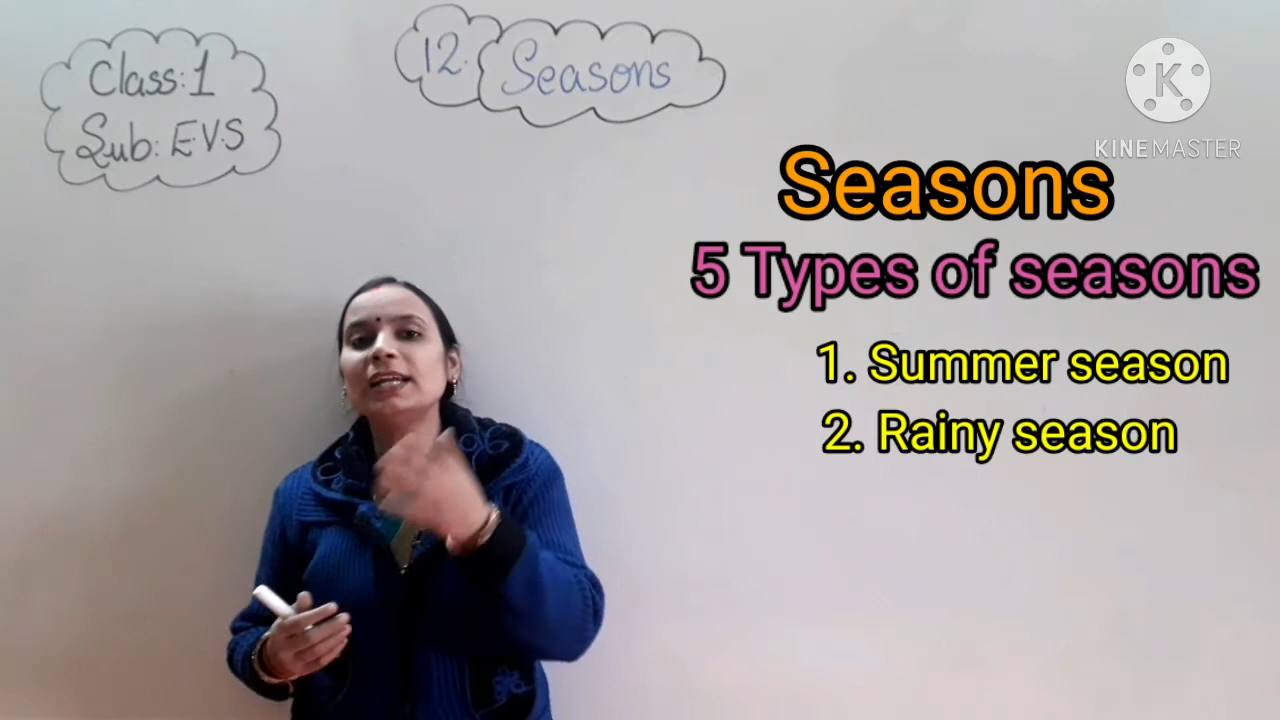 Class: 1
Sub: E.V.S
12. Seasons
K
KINEMASTER
Seasons
5 Types of seasons
1. Summer season
2. Rainy season